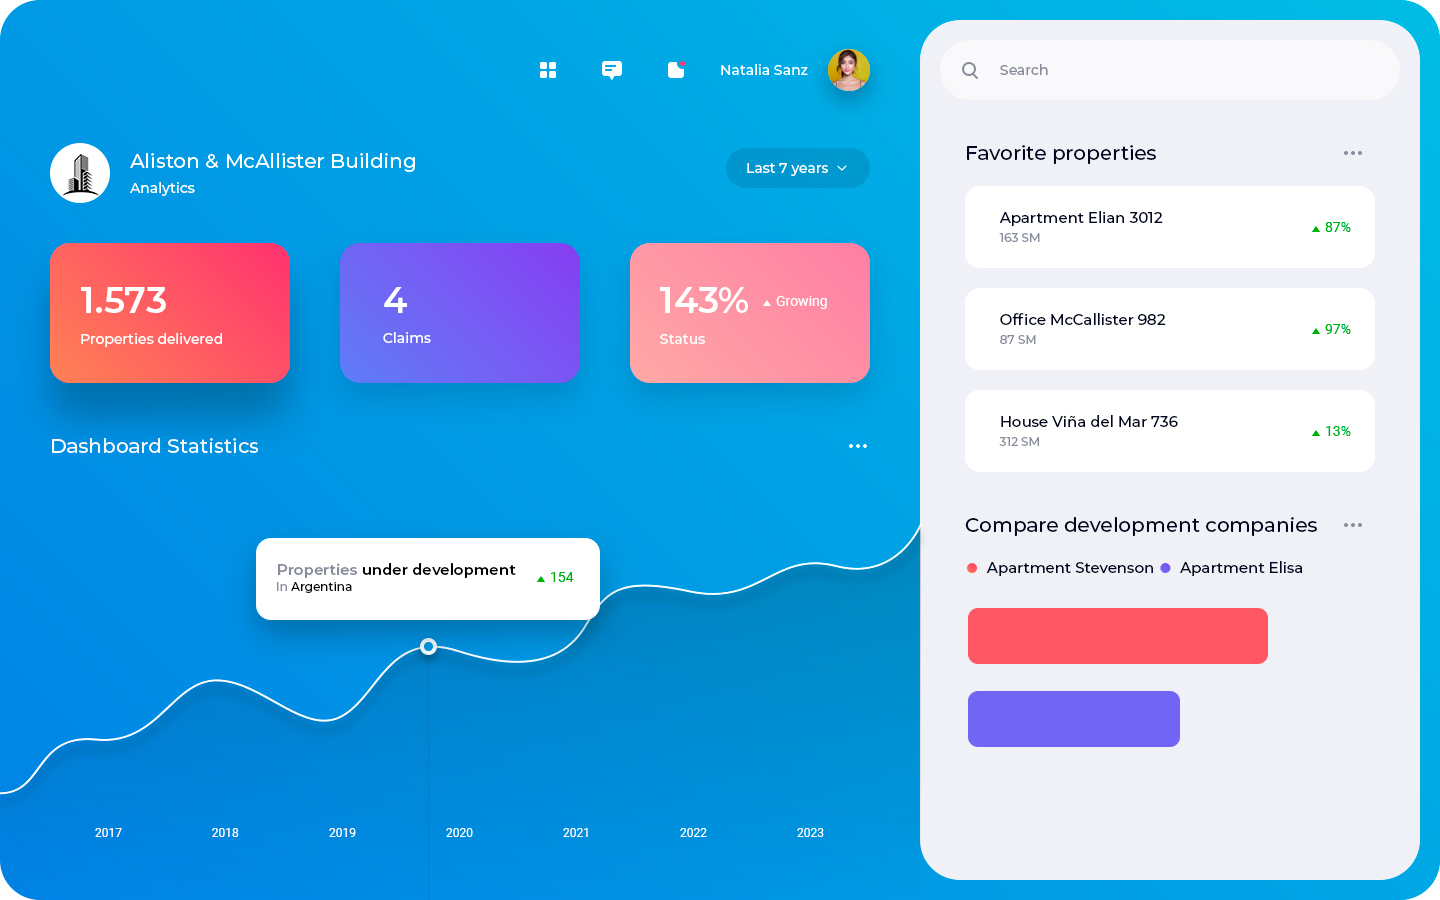 Natalia Sanz
Search
Aliston & McAllister Building
Analytics
Last 7 years
1.573
Properties delivered
4
Claims
143%
Growing
Status
Dashboard Statistics
Properties under development
In Argentina
154
2017
2018
2019
2020
2021
2022
2023
Favorite properties
Apartment Elian 3012
163 SM
87%
Office McCallister 982
87 SM
97%
House Viña del Mar 736
312 SM
13%
Compare development companies
Apartment Stevenson
Apartment Elisa